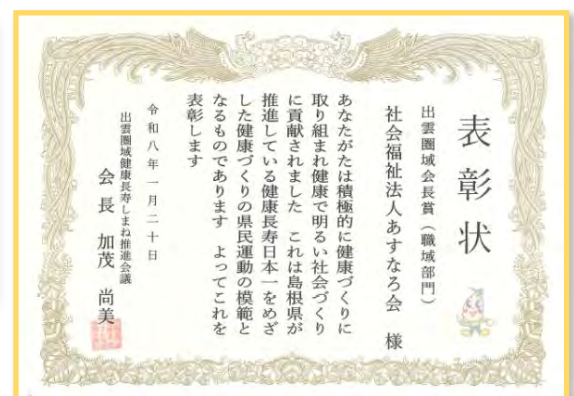 表彰状
出雲圏域会長賞（職域部門）
社会福祉法人あすなろ会 様
あなたがたは積極的に健康づくりに
取り組まれ健康で明るい社会づくり
に貢献されました これは島根県が
推進している健康長寿日本一をめざ
した健康づくりの県民運動の模範と
なるものであります よってこれを
表彰します
令和八年一月二十日
出雲圏域健康長寿しまね推進会議
会長 加茂 尚美